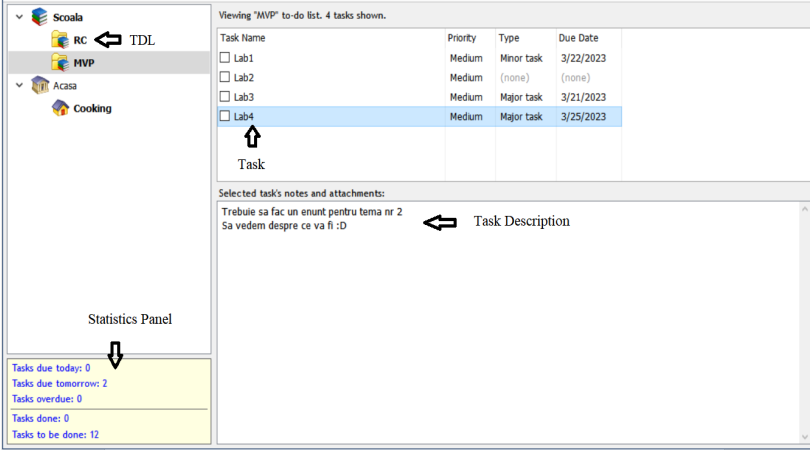 Scoala
RC
TDL
MVP
Acasa
Cooking
Viewing "MVP" to-do list. 4 tasks shown.
Task Name Priority Type Due Date
Lab1 Medium Minor task 3/22/2023
Lab2 Medium (none) (none)
Lab3 Medium Major task 3/21/2023
Lab4 Medium Major task 3/25/2023
Task
Selected task's notes and attachments:
Trebuie sa fac un enunt pentru tema nr 2
Sa vedem despre ce va fi :D
Task Description
Statistics Panel
Tasks due today: 0
Tasks due tomorrow: 2
Tasks overdue: 0
Tasks done: 0
Tasks to be done: 12